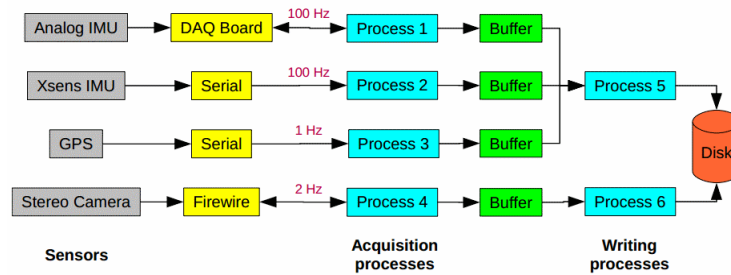 Analog IMU DAQ Board 100 Hz Process 1 Buffer
Xsens IMU Serial 100 Hz Process 2 Buffer Process 5
GPS Serial 1 Hz Process 3 Buffer
Disk
Stereo Camera Firewire 2 Hz Process 4 Buffer Process 6
Sensors Acquisition processes Writing processes